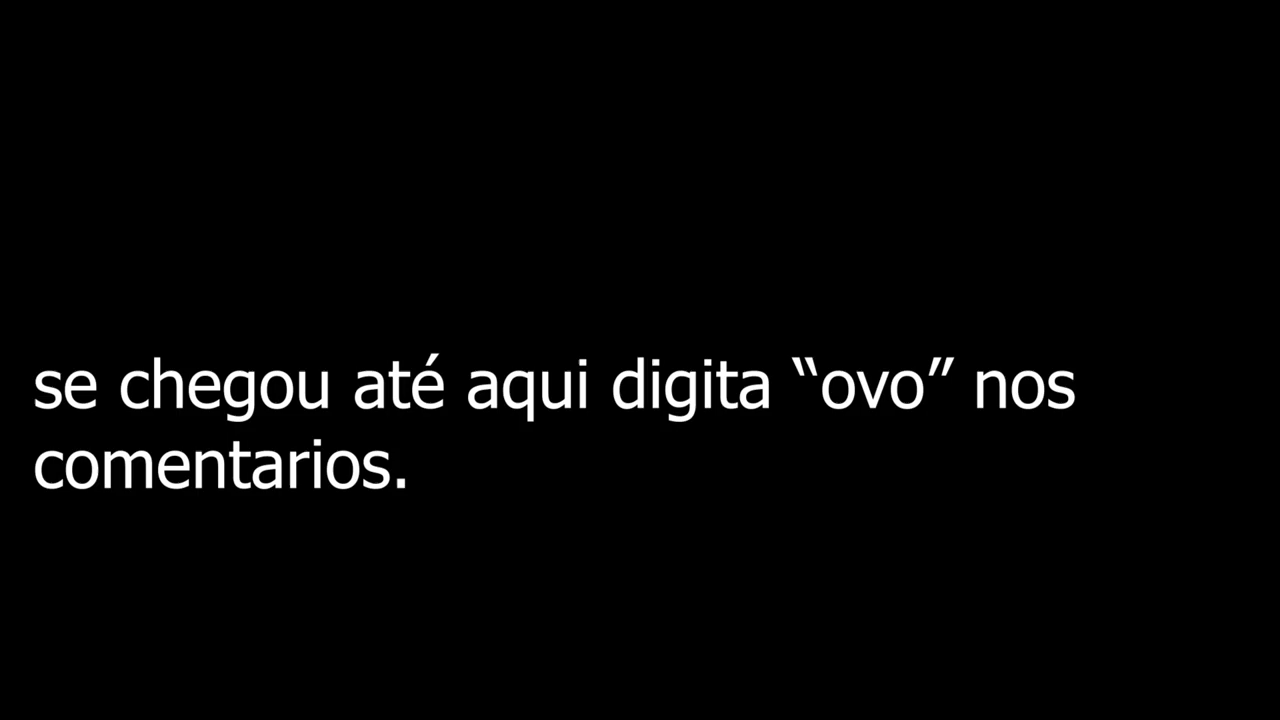 se chegou até aqui digita “ovo” nos
comentarios.